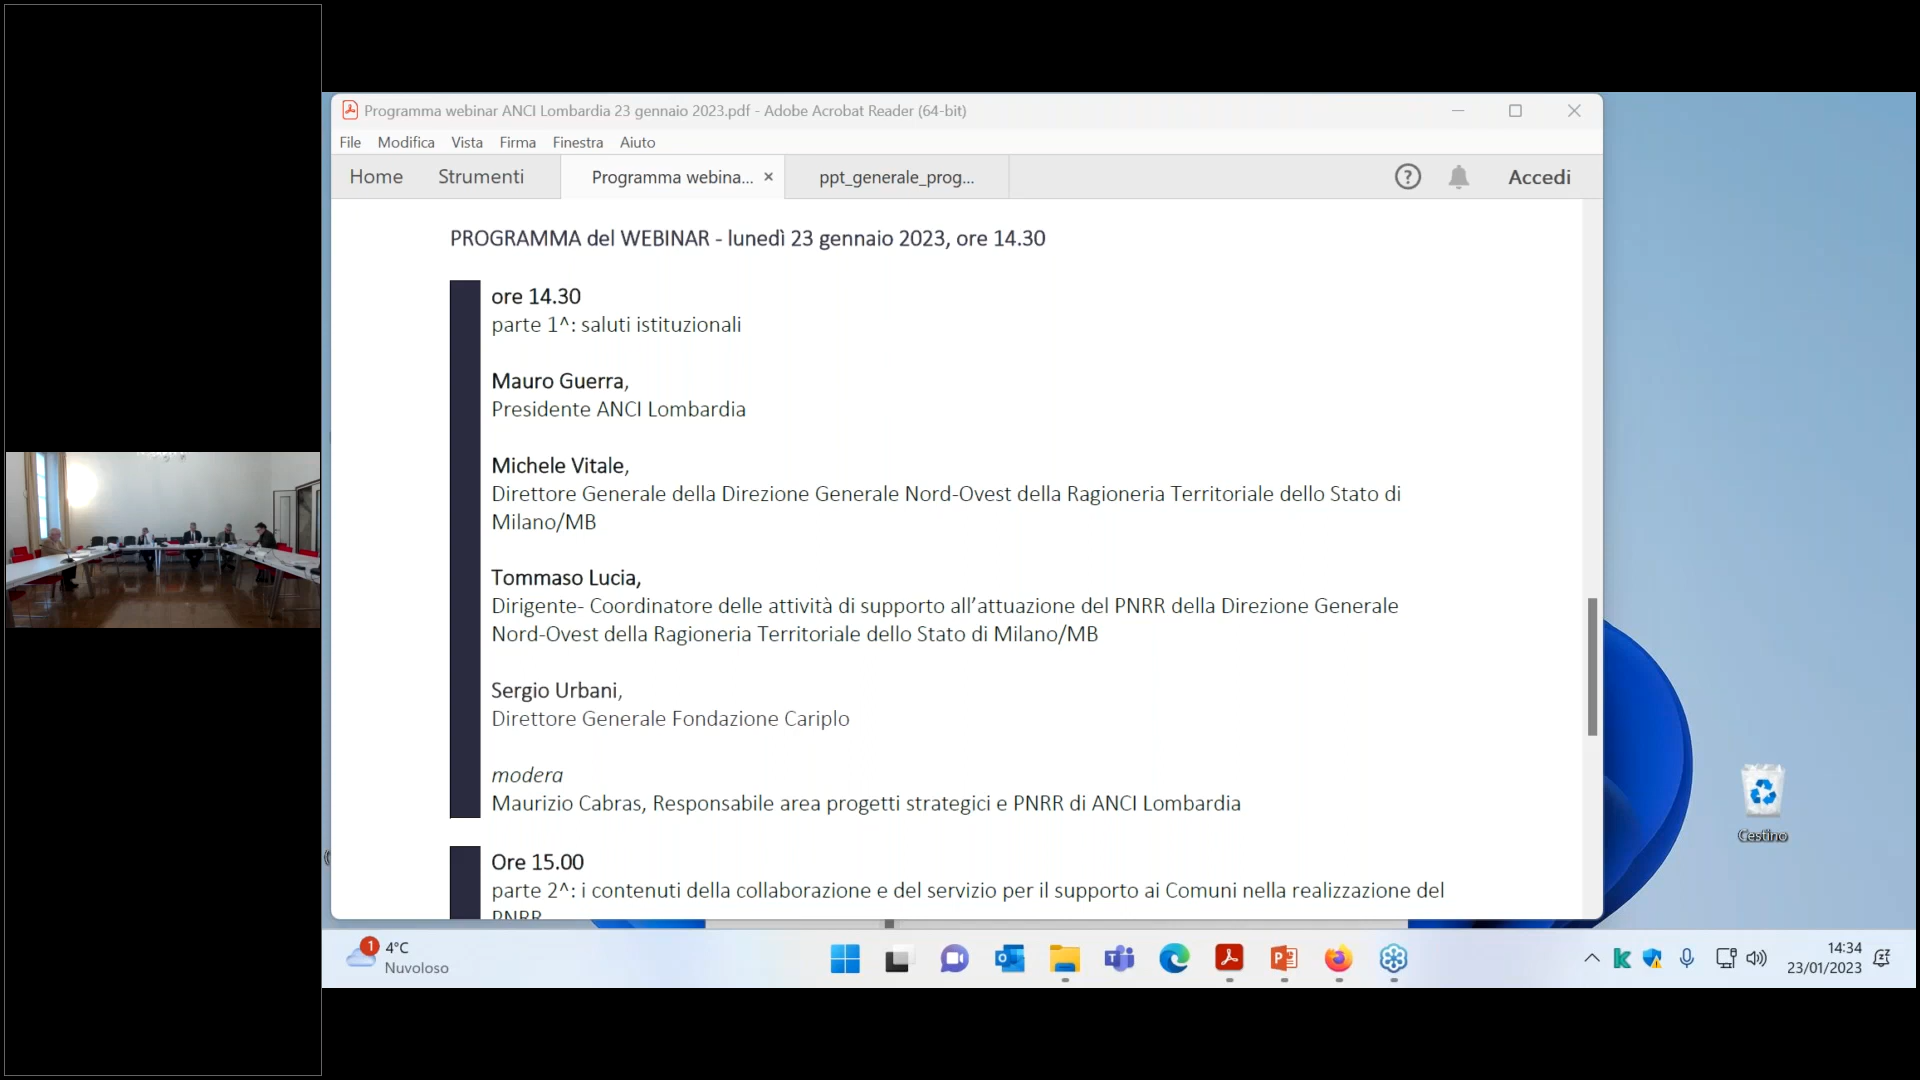 Programma webinar ANCI Lombardia 23 gennaio 2023.pdf - Adobe Acrobat Reader (64-bit)
File Modifica Vista Firma Finestra Aiuto
Home Strumenti Programma webina... × ppt_generale_prog... ? Accedi
PROGRAMMA del WEBINAR - lunedì 23 gennaio 2023, ore 14.30
ore 14.30
parte 1^: saluti istituzionali
Mauro Guerra,
Presidente ANCI Lombardia
Michele Vitale,
Direttore Generale della Direzione Generale Nord-Ovest della Ragioneria Territoriale dello Stato di
Milano/MB
Tommaso Lucia,
Dirigente- Coordinatore delle attività di supporto all’attuazione del PNRR della Direzione Generale
Nord-Ovest della Ragioneria Territoriale dello Stato di Milano/MB
Sergio Urbani,
Direttore Generale Fondazione Cariplo
modera
Maurizio Cabras, Responsabile area progetti strategici e PNRR di ANCI Lombardia
Ore 15.00
parte 2^: i contenuti della collaborazione e del servizio per il supporto ai Comuni nella realizzazione del
PNRR
Cestino
1 4°C
Nuvoloso
14:34
23/01/2023